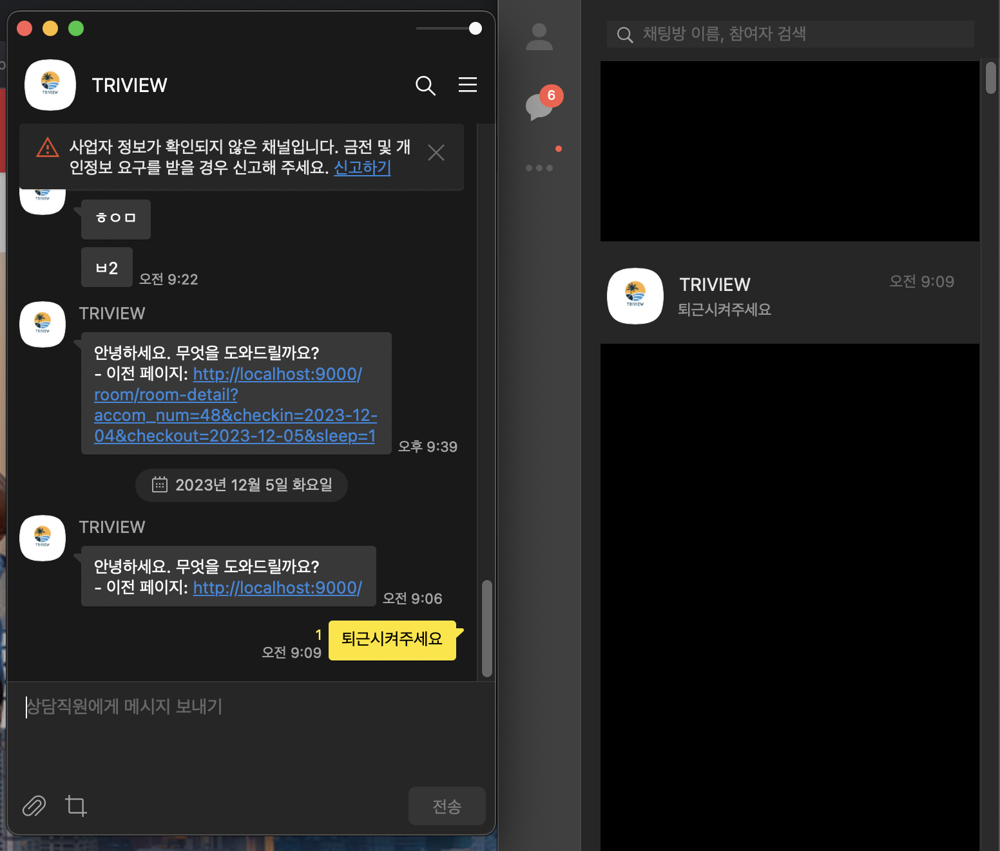 TRIVIEW
TRIVIEW
사업자 정보가 확인되지 않은 채널입니다. 금전 및 개
인정보 요구를 받을 경우 신고해 주세요. 신고하기
ㅎㅇㅁ
ㅂ2
오전 9:22
TRIVIEW
TRIVIEW
안녕하세요. 무엇을 도와드릴까요?
- 이전 페이지: http://localhost:9000/
room/room-detail?
accom_num=48&checkin=2023-12-
04&checkout=2023-12-05&sleep=1
오후 9:39
2023년 12월 5일 화요일
TRIVIEW
TRIVIEW
안녕하세요. 무엇을 도와드릴까요?
- 이전 페이지: http://localhost:9000/
오전 9:06
1
오전 9:09
퇴근시켜주세요
상담직원에게 메시지 보내기
전송
6
채팅방 이름, 참여자 검색
TRIVIEW
TRIVIEW
오전 9:09
퇴근시켜주세요